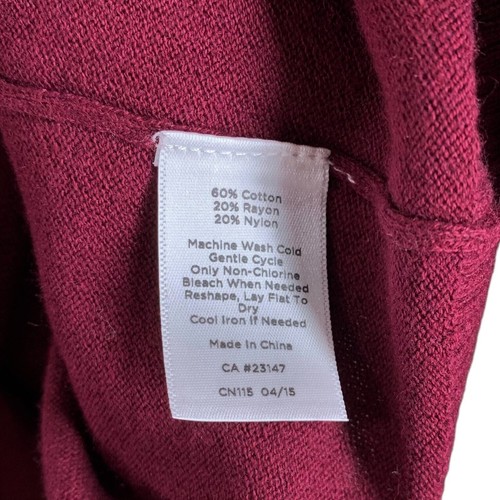 60% Cotton
20% Rayon
20% Nylon
Machine Wash Cold
Gentle Cycle
Only Non-Chlorine
Bleach When Needed
Reshape, Lay Flat To
Dry
Cool Iron if Needed
Made in China
CA #23147
CN115 04/15